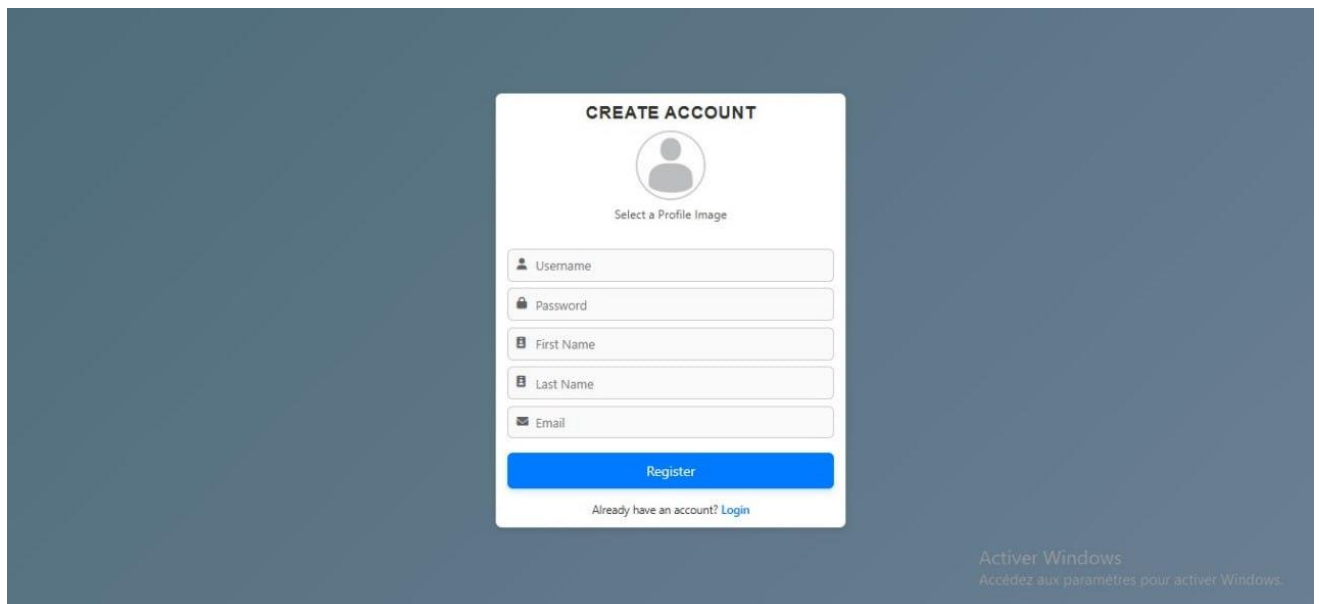 CREATE ACCOUNT
Select a Profile Image
Username
Password
First Name
Last Name
Email
Register
Already have an account? Login
Activer Windows
Accédez aux paramètres pour activer Windows.